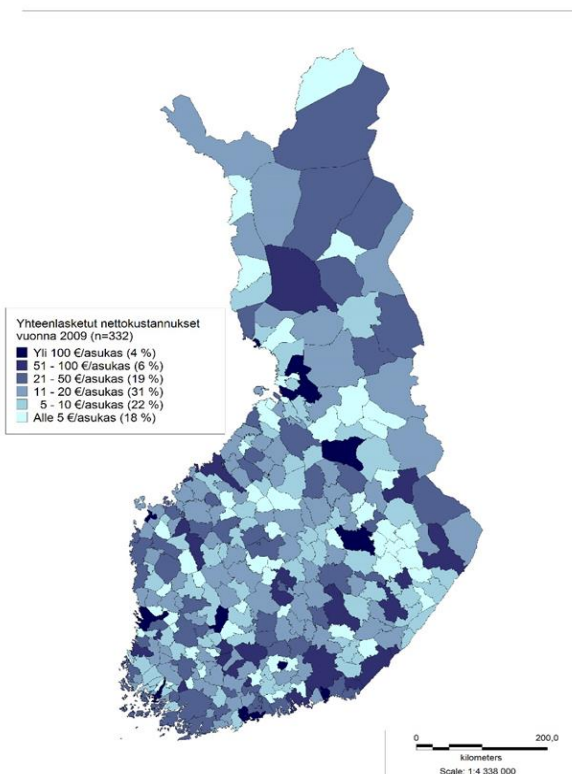 Yhteenlasketut nettokustannukset
vuonna 2009 (n=332)
Yli 100 €/asukas (4 %)
51 - 100 €/asukas (6 %)
21 - 50 €/asukas (19 %)
11 - 20 €/asukas (31 %)
5 - 10 €/asukas (22 %)
Alle 5 €/asukas (18 %)
0 200,0
kilometers
Scale: 1:4 338 000